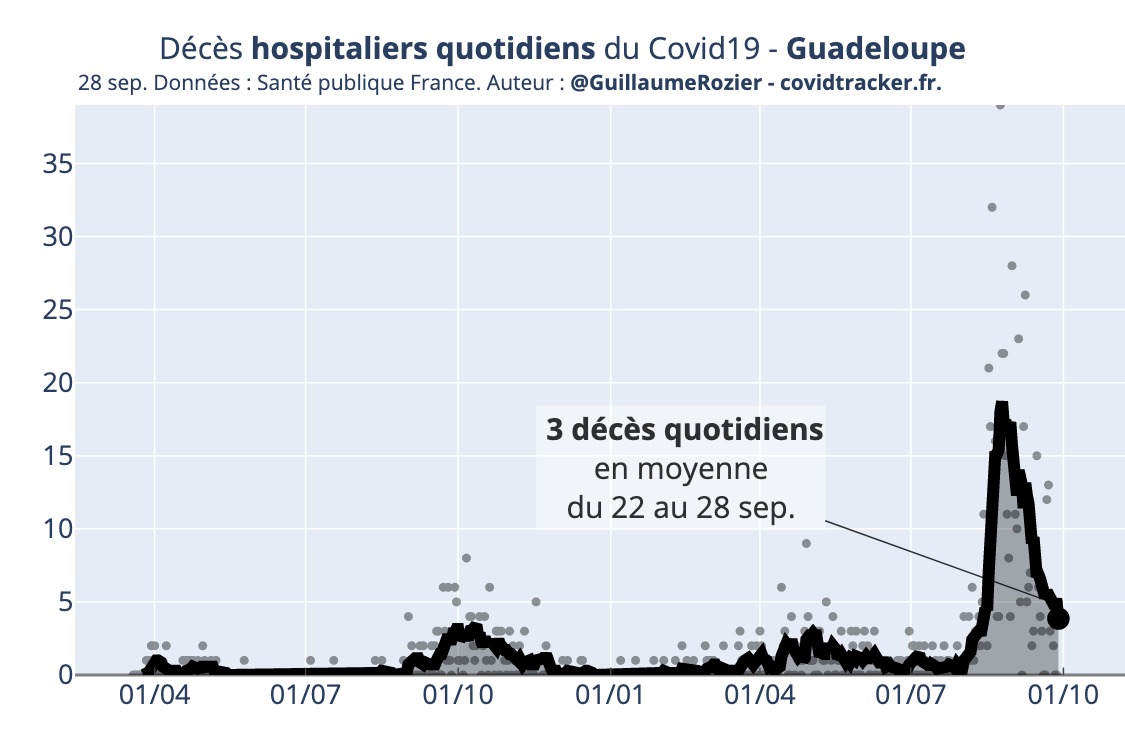 Décès hospitaliers quotidiens du Covid19 - Guadeloupe
28 sep. Données : Santé publique France. Auteur : @GuillaumeRozier - covidtracker.fr.
35
30
25
20
15
10
5
0
3 décès quotidiens
en moyenne
du 22 au 28 sep.
01/04 01/07 01/10 01/01 01/04 01/07 01/10